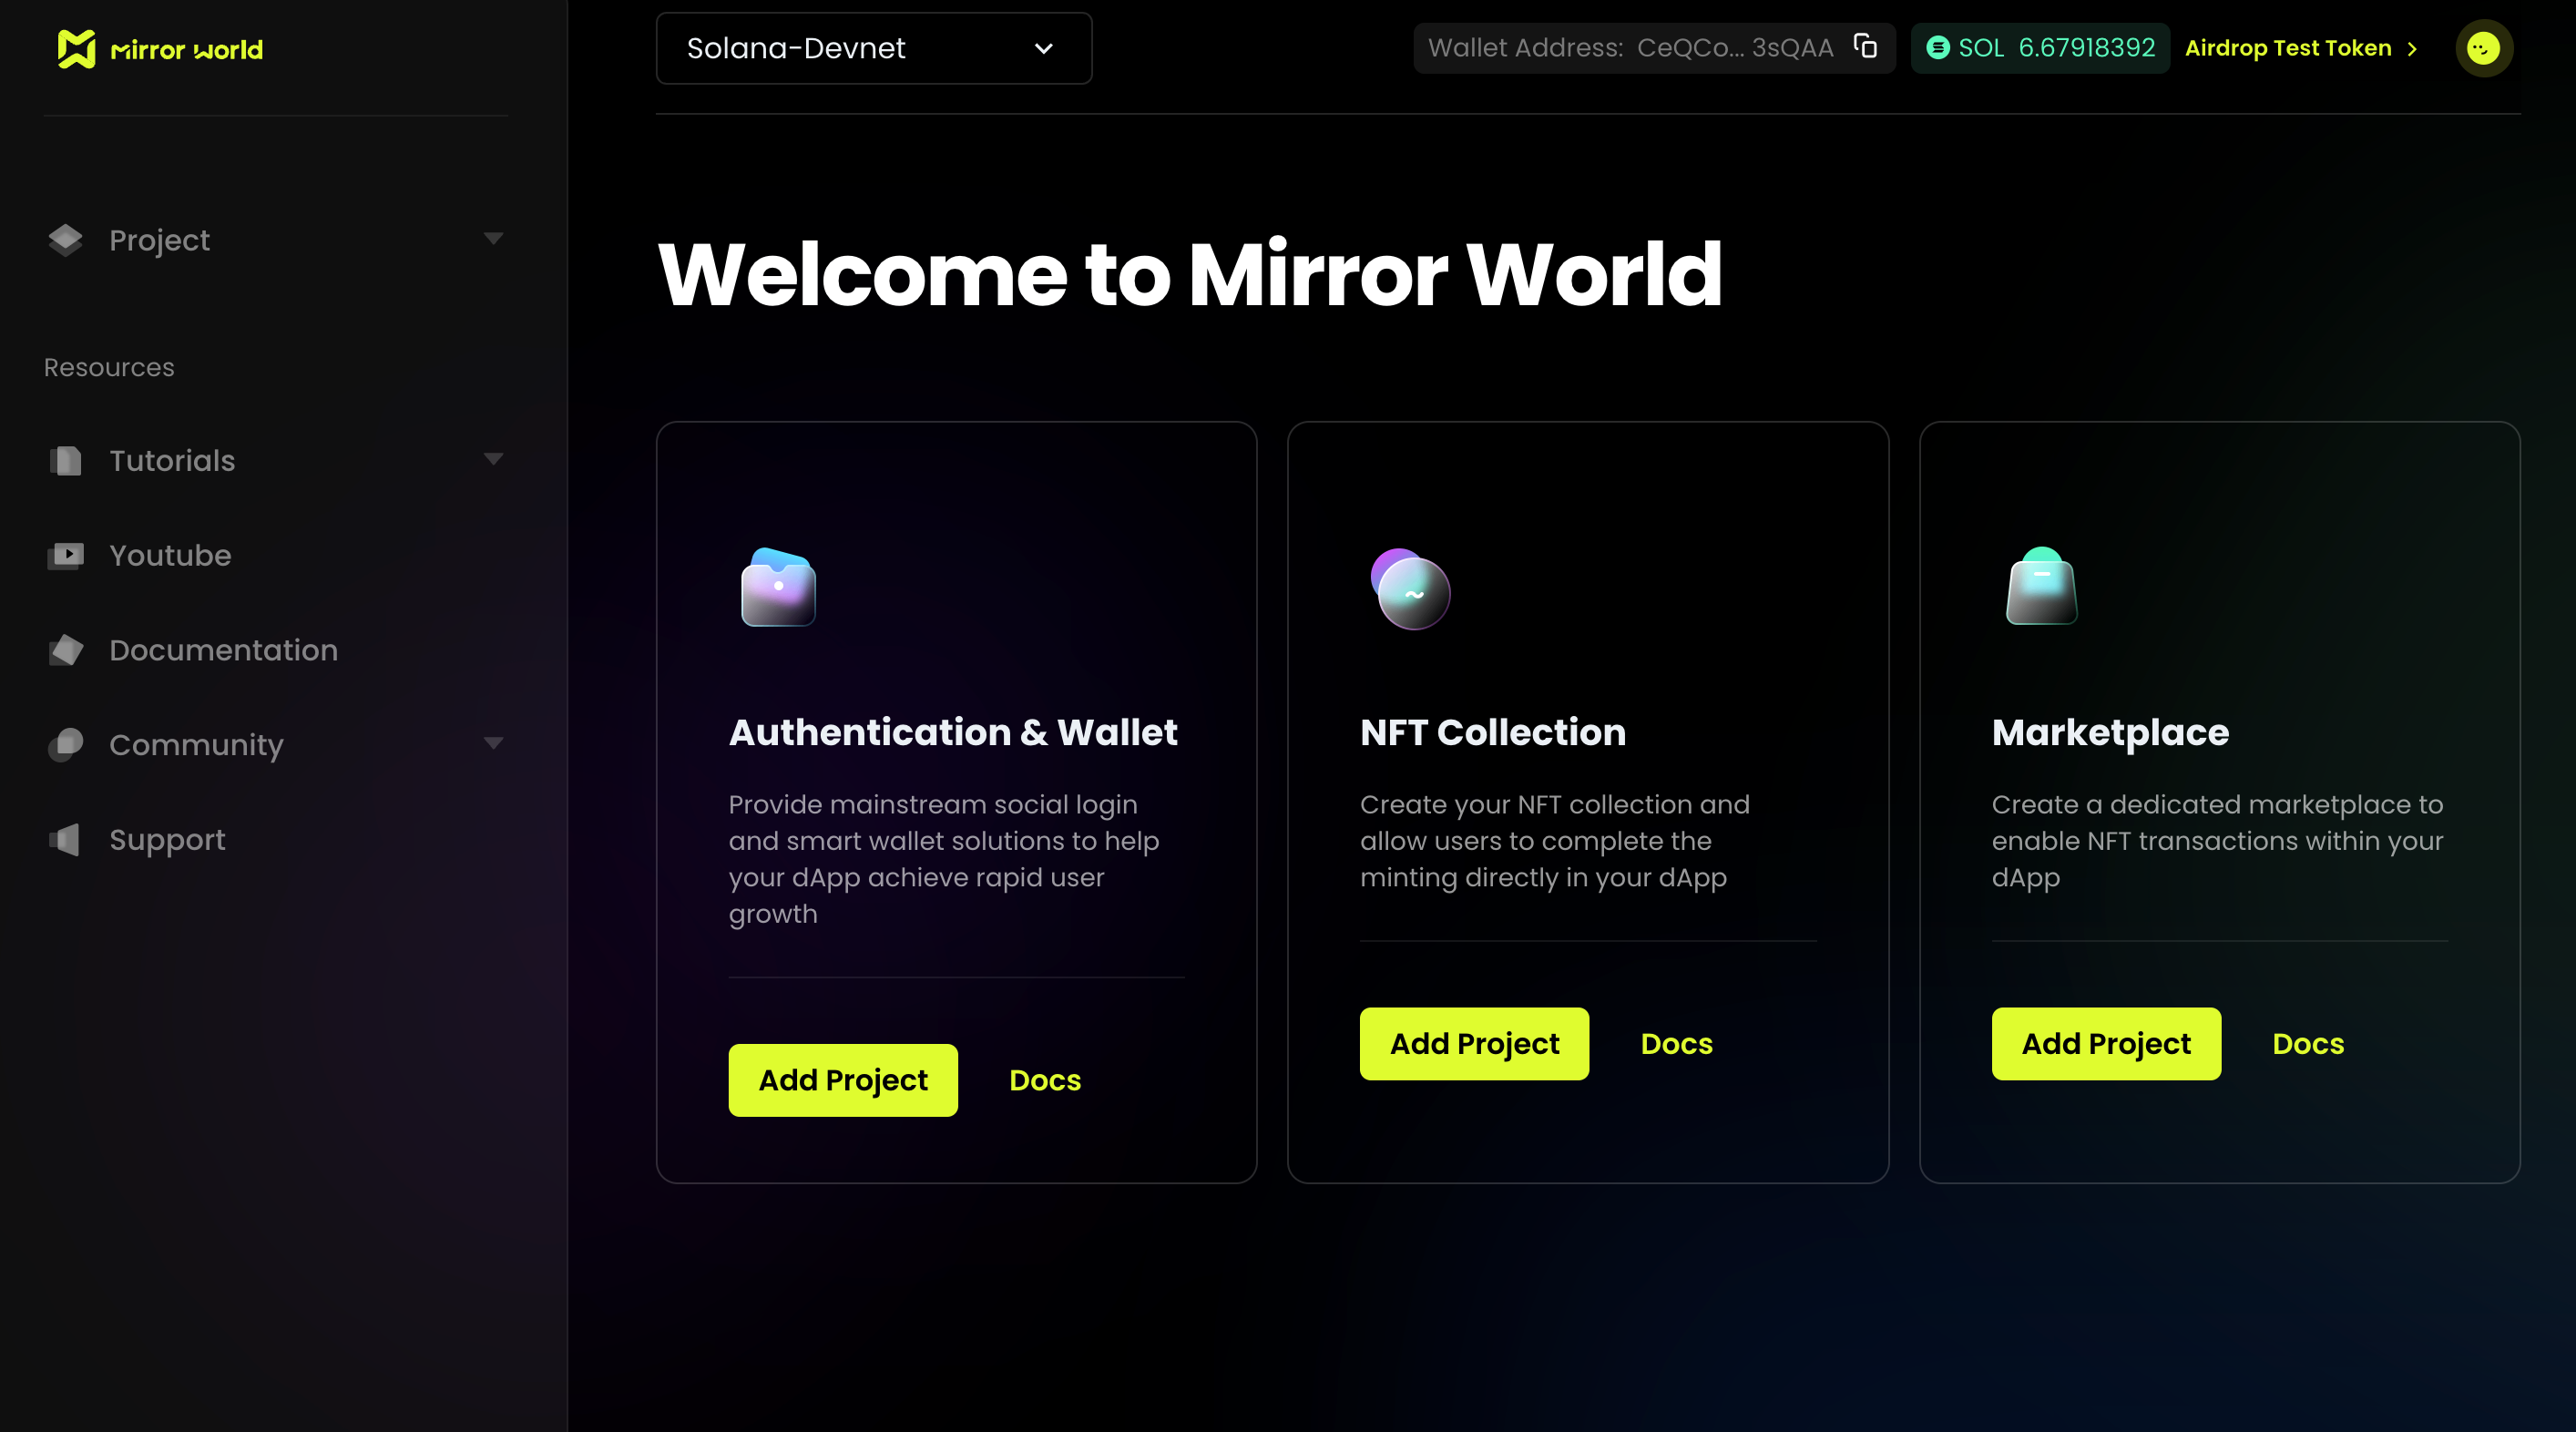 mirror world
Solana-Devnet
Wallet Address: CeQCo... 3sQAA
SOL 6.67918392
Airdrop Test Token
Project
Resources
Tutorials
Youtube
Documentation
Community
Support
Welcome to Mirror World
Authentication & Wallet
Provide mainstream social login
and smart wallet solutions to help
your dApp achieve rapid user
growth
Add Project
Docs
NFT Collection
Create your NFT collection and
allow users to complete the
minting directly in your dApp
Add Project
Docs
Marketplace
Create a dedicated marketplace to
enable NFT transactions within your
dApp
Add Project
Docs